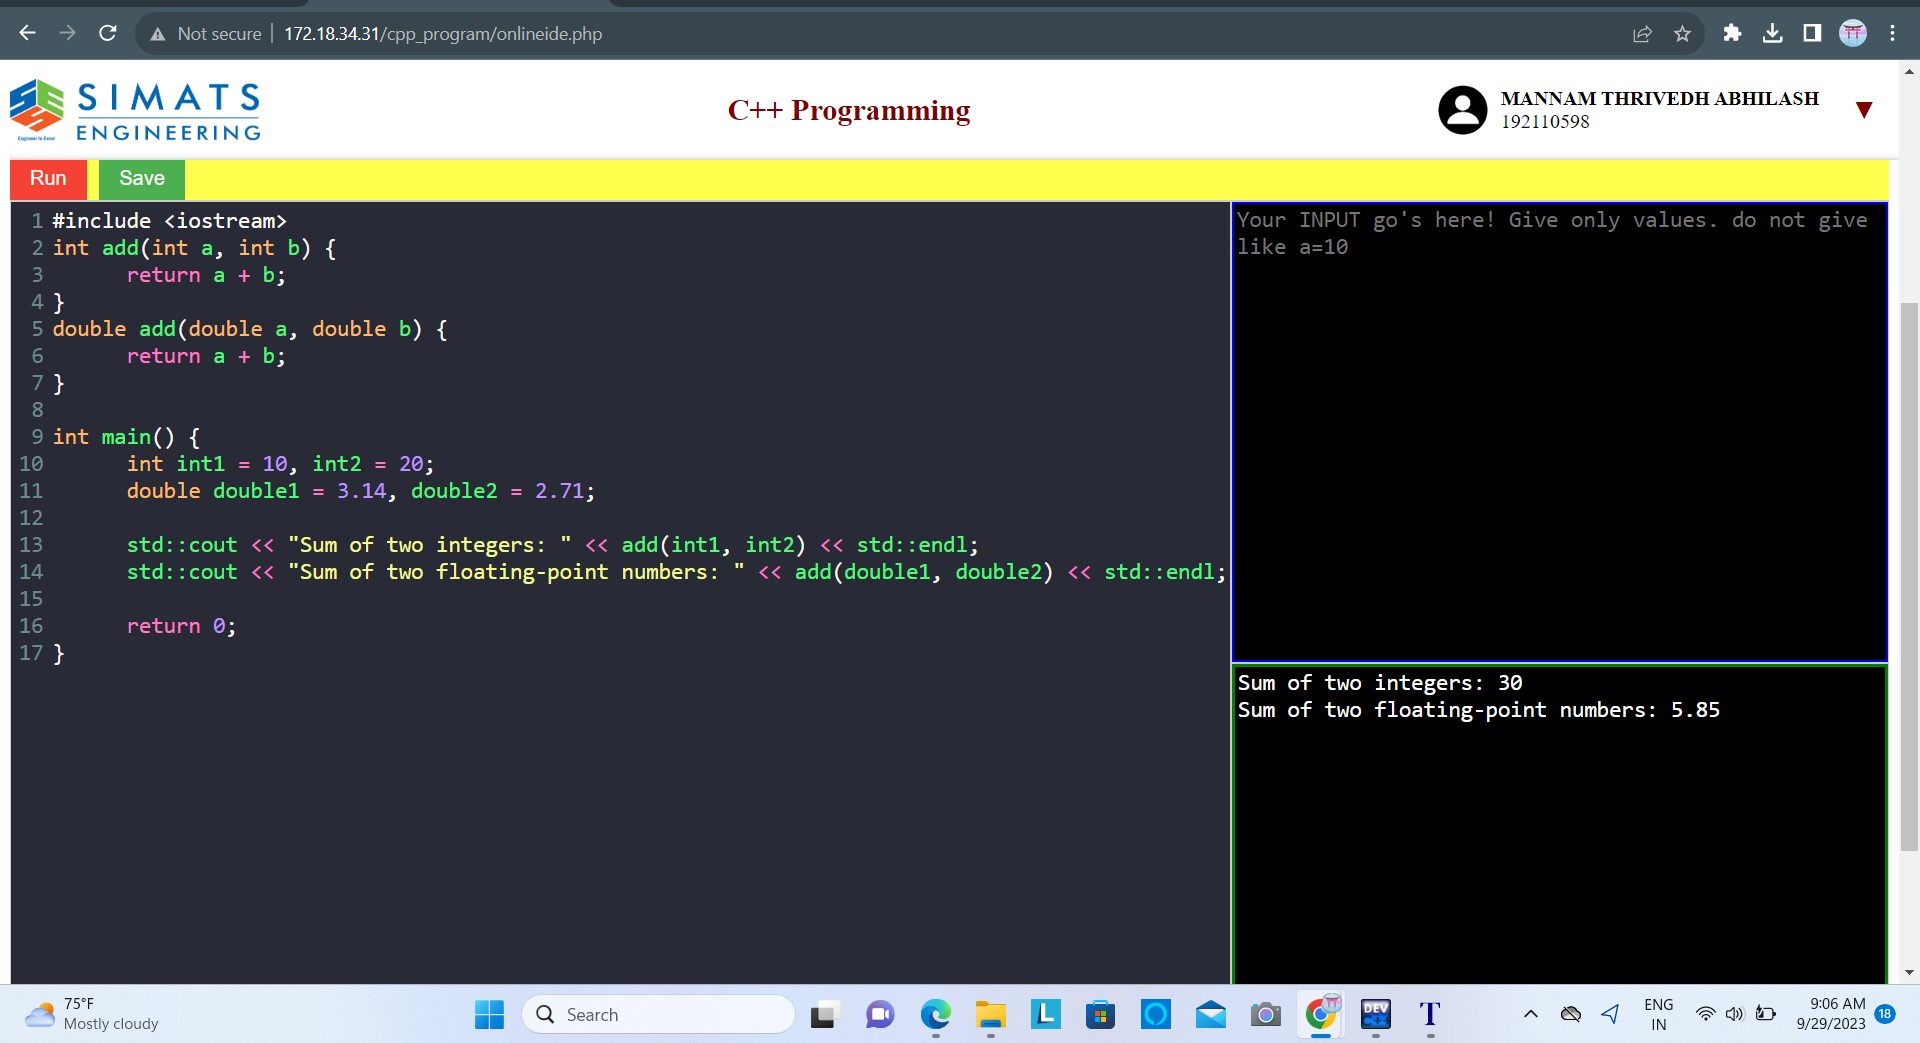 Not secure 172.18.34.31/cpp_program/onlineide.php
SIMATS
ENGINEERING
Engineer to Excel
C++ Programming
MANNAM THRIVEDH ABHILASH
192110598
Run Save
1 #include <iostream>
2 int add(int a, int b) {
3 return a + b;
4 }
5 double add(double a, double b) {
6 return a + b;
7 }
8
9 int main() {
10 int int1 = 10, int2 = 20;
11 double double1 = 3.14, double2 = 2.71;
12
13 std::cout << "Sum of two integers: " << add(int1, int2) << std::endl;
14 std::cout << "Sum of two floating-point numbers: " << add(double1, double2) << std::endl;
15
16 return 0;
17 }
Your INPUT go's here! Give only values. do not give
like a=10
Sum of two integers: 30
Sum of two floating-point numbers: 5.85
75°F
Mostly cloudy
Search
L
DEV
C++
T
ENG
IN
9:06 AM
9/29/2023
18